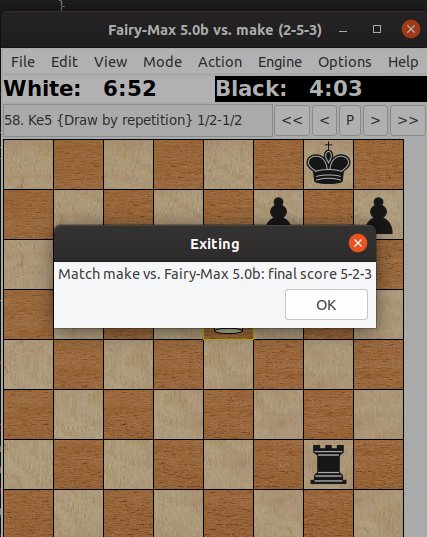 Fairy-Max 5.0b vs. make (2-5-3)
File Edit View Mode Action Engine Options Help
White: 6:52 Black: 4:03
58. Ke5 {Draw by repetition} 1/2-1/2 << < P > >>
Exiting
Match make vs. Fairy-Max 5.0b: final score 5-2-3
OK